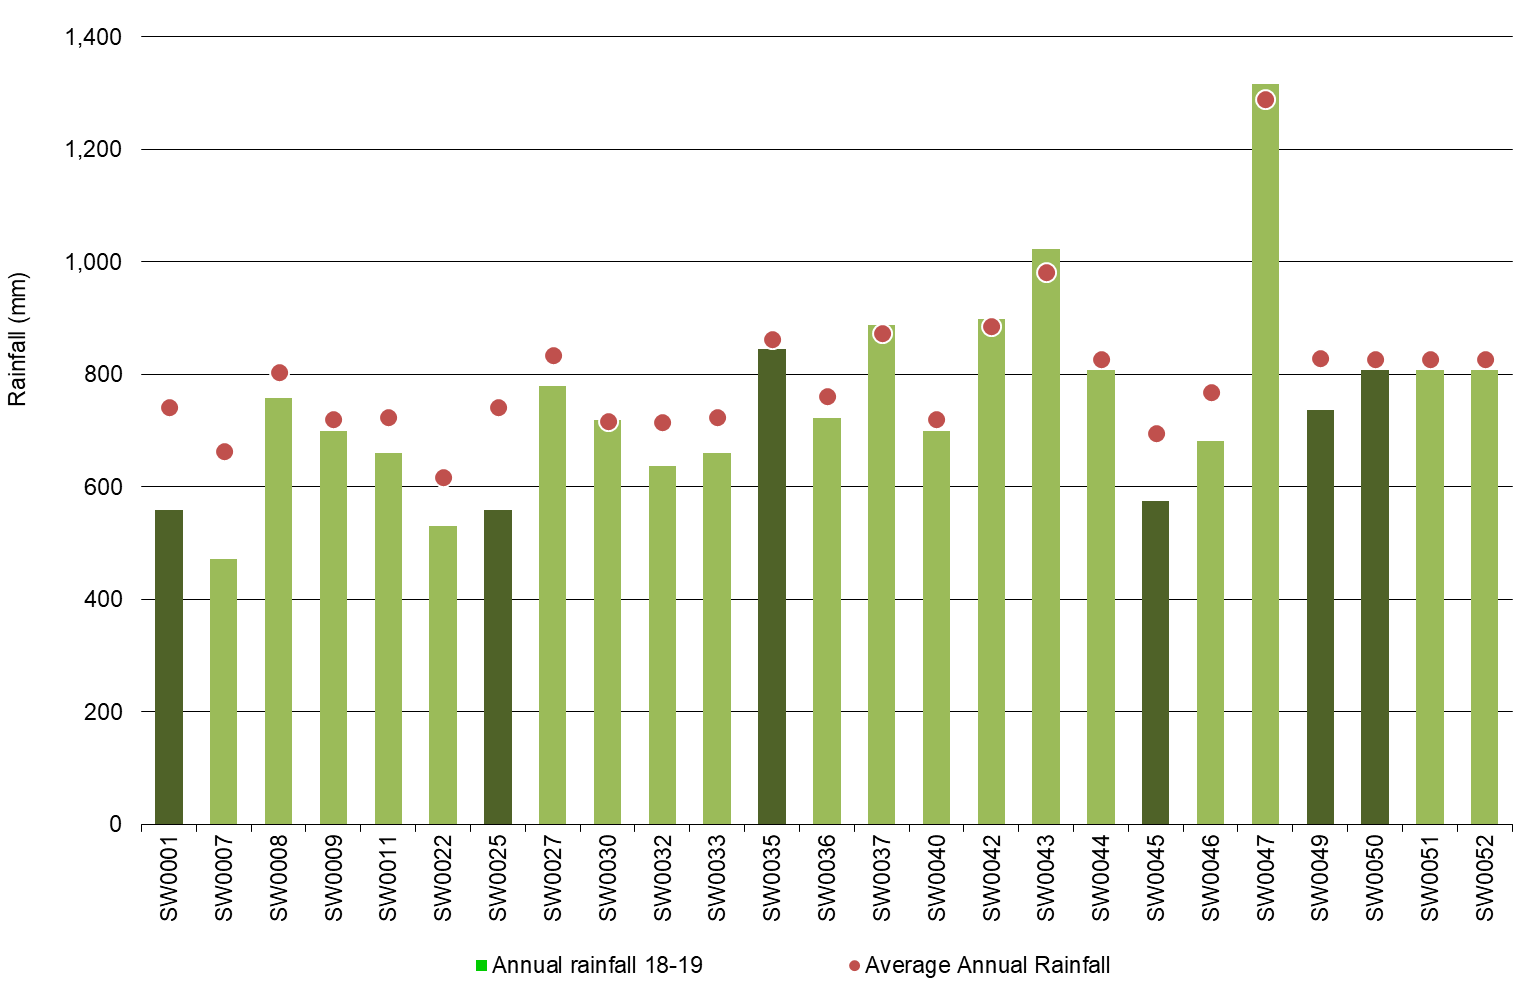 1,400
1,200
1,000
800
600
400
200
0
Rainfall (mm)
SW0001
SW0007
SW0008
SW0009
SW0011
SW0022
SW0025
SW0027
SW0030
SW0032
SW0033
SW0035
SW0036
SW0037
SW0040
SW0042
SW0043
SW0044
SW0045
SW0046
SW0047
SW0049
SW0050
SW0051
SW0052
Annual rainfall 18-19
Average Annual Rainfall